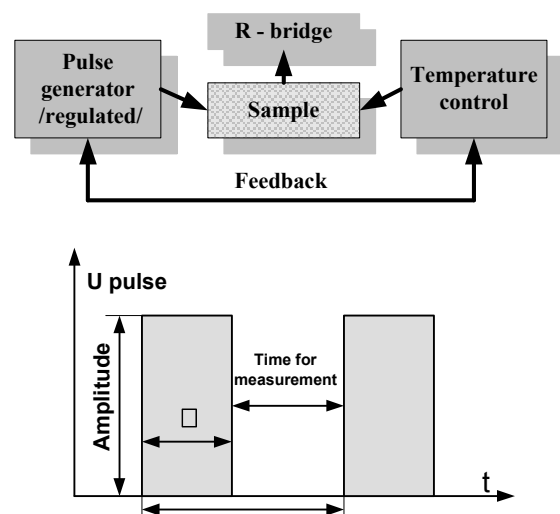 R - bridge
Pulse
generator
/regulated/
Sample
Temperature
control
Feedback
U pulse
Amplitude
Time for
measurement
t